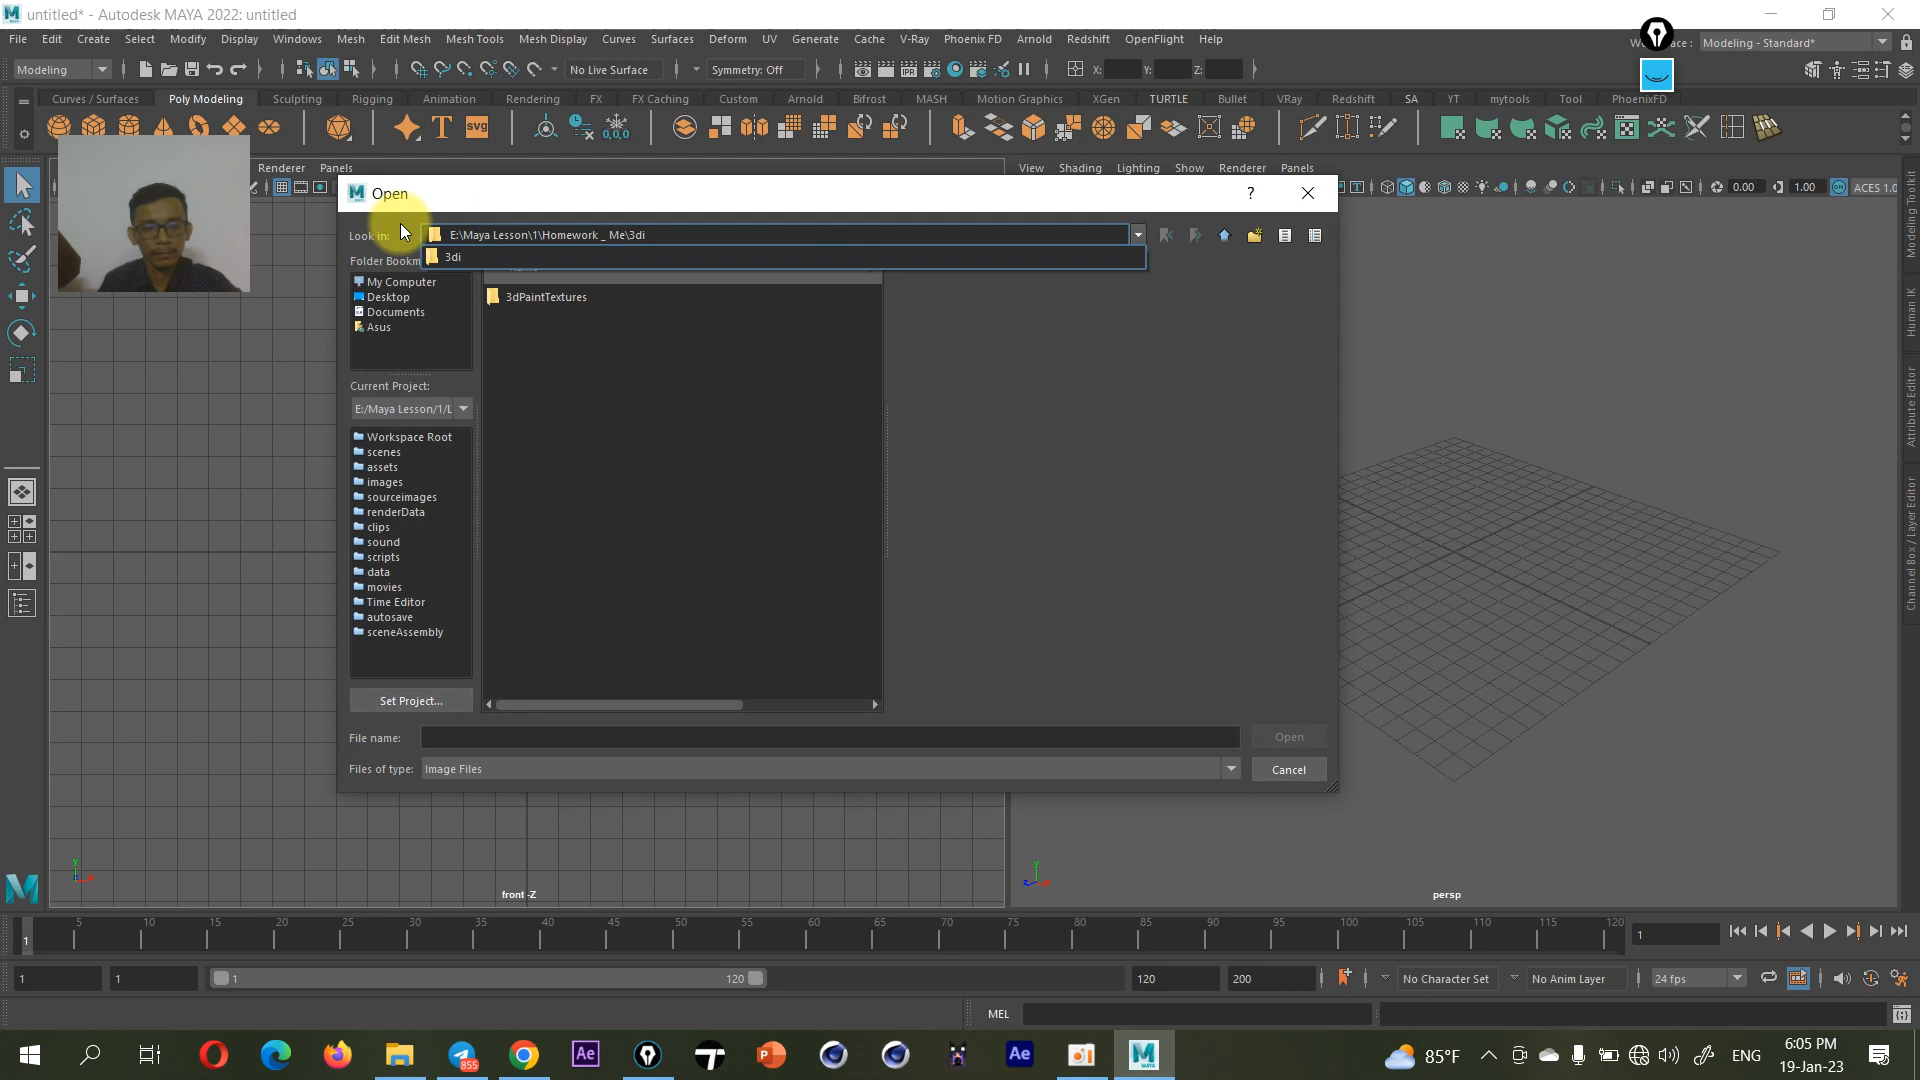 untitled* - Autodesk MAYA 2022: untitled
File Edit Create Select Modify Display Windows Mesh Edit Mesh Mesh Tools Mesh Display Curves Surfaces Deform UV Generate Cache V-Ray Phoenix FD Arnold Redshift OpenFlight Help
Modeling - Standard*
Modeling No Live Surface Symmetry: Off X: Y: Z:
Curves / Surfaces Poly Modeling Sculpting Rigging Animation Rendering FX FX Caching Custom Arnold Bifrost MASH Motion Graphics XGen TURTLE Bullet VRay Redshift SA YT mytools Tool PhoenixFD
T svg 0,0,0
Renderer Panels View Shading Lighting Show Renderer Panels
0.00 1.00 ACES 1.0
Open
Look in: E:\Maya Lesson\1\Homework _ Me\3di
3di
Folder Bookm
My Computer
Desktop
Documents
Asus
3dPaintTextures
Current Project:
E:/Maya Lesson/1/L
Workspace Root
scenes
assets
images
sourceimages
renderData
clips
sound
scripts
data
movies
Time Editor
autosave
sceneAssembly
Set Project...
File name: Open
Files of type: Image Files Cancel
Modeling Toolkit
Human IK
Attribute Editor
Channel Box / Layer Editor
y
x
z
front -Z
y
x
z
persp
5 10 15 20 25 30 35 40 45 50 55 60 65 70 75 80 85 90 95 100 105 110 115 120
1 1
1 1 1 120 120 200 No Character Set No Anim Layer 24 fps
MEL
855 Ae P Ae M 85°F ENG
6:05 PM
19-Jan-23